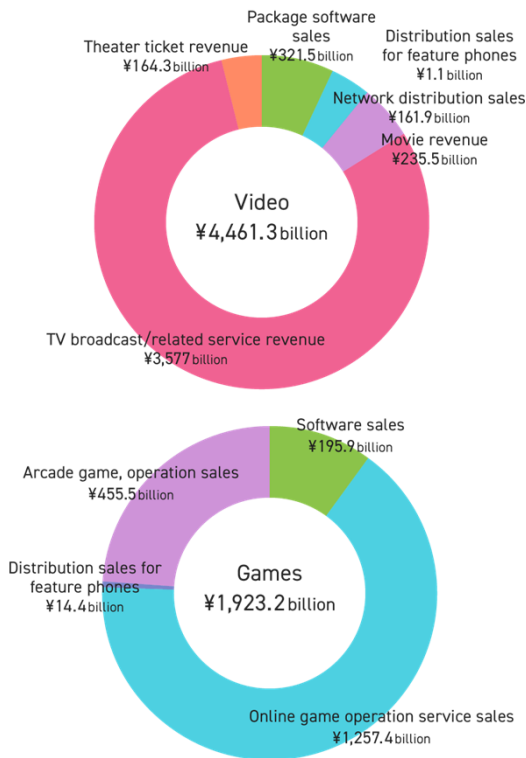 Package software
sales
¥321.5billion
Theater ticket revenue
¥164.3billion
Distribution sales
for feature phones
¥1.1billion
Network distribution sales
¥161.9billion
Movie revenue
¥235.5billion
Video
¥4,461.3billion
TV broadcast/related service revenue
¥3,577billion
Software sales
¥195.9billion
Arcade game, operation sales
¥455.5billion
Distribution sales for
feature phones
¥14.4billion
Games
¥1,923.2billion
Online game operation service sales
¥1,257.4billion